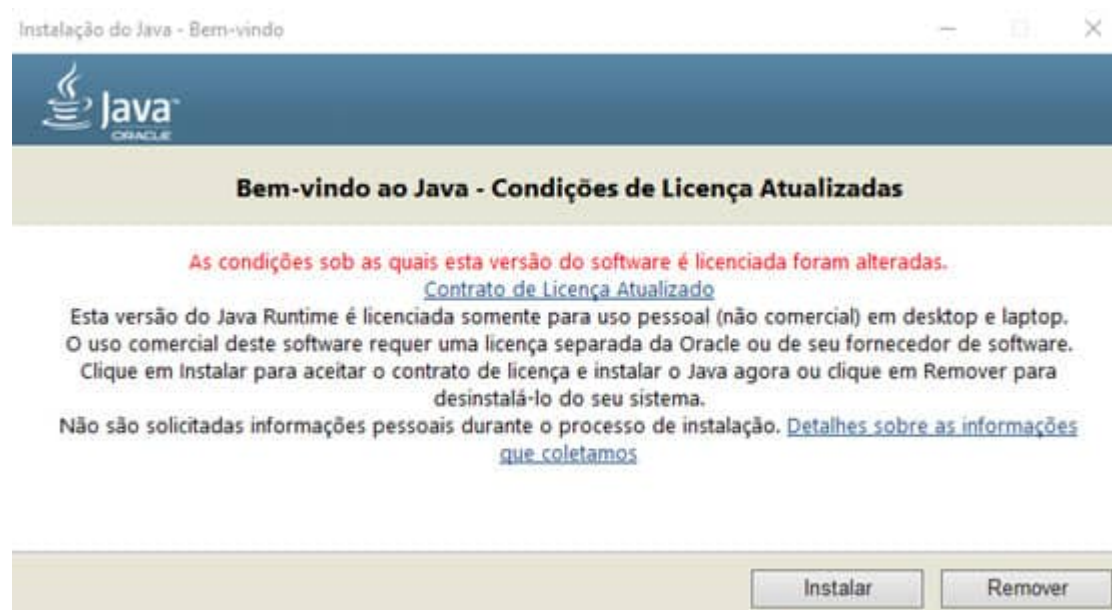 Instalação do Java - Bem-vindo
Java
ORACLE
Bem-vindo ao Java - Condições de Licença Atualizadas
As condições sob as quais esta versão do software é licenciada foram alteradas.
Contrato de Licença Atualizado
Esta versão do Java Runtime é licenciada somente para uso pessoal (não comercial) em desktop e laptop.
O uso comercial deste software requer uma licença separada da Oracle ou de seu fornecedor de software.
Clique em Instalar para aceitar o contrato de licença e instalar o Java agora ou clique em Remover para
desinstalá-lo do seu sistema.
Não são solicitadas informações pessoais durante o processo de instalação. Detalhes sobre as informações
que coletamos
Instalar
Remover